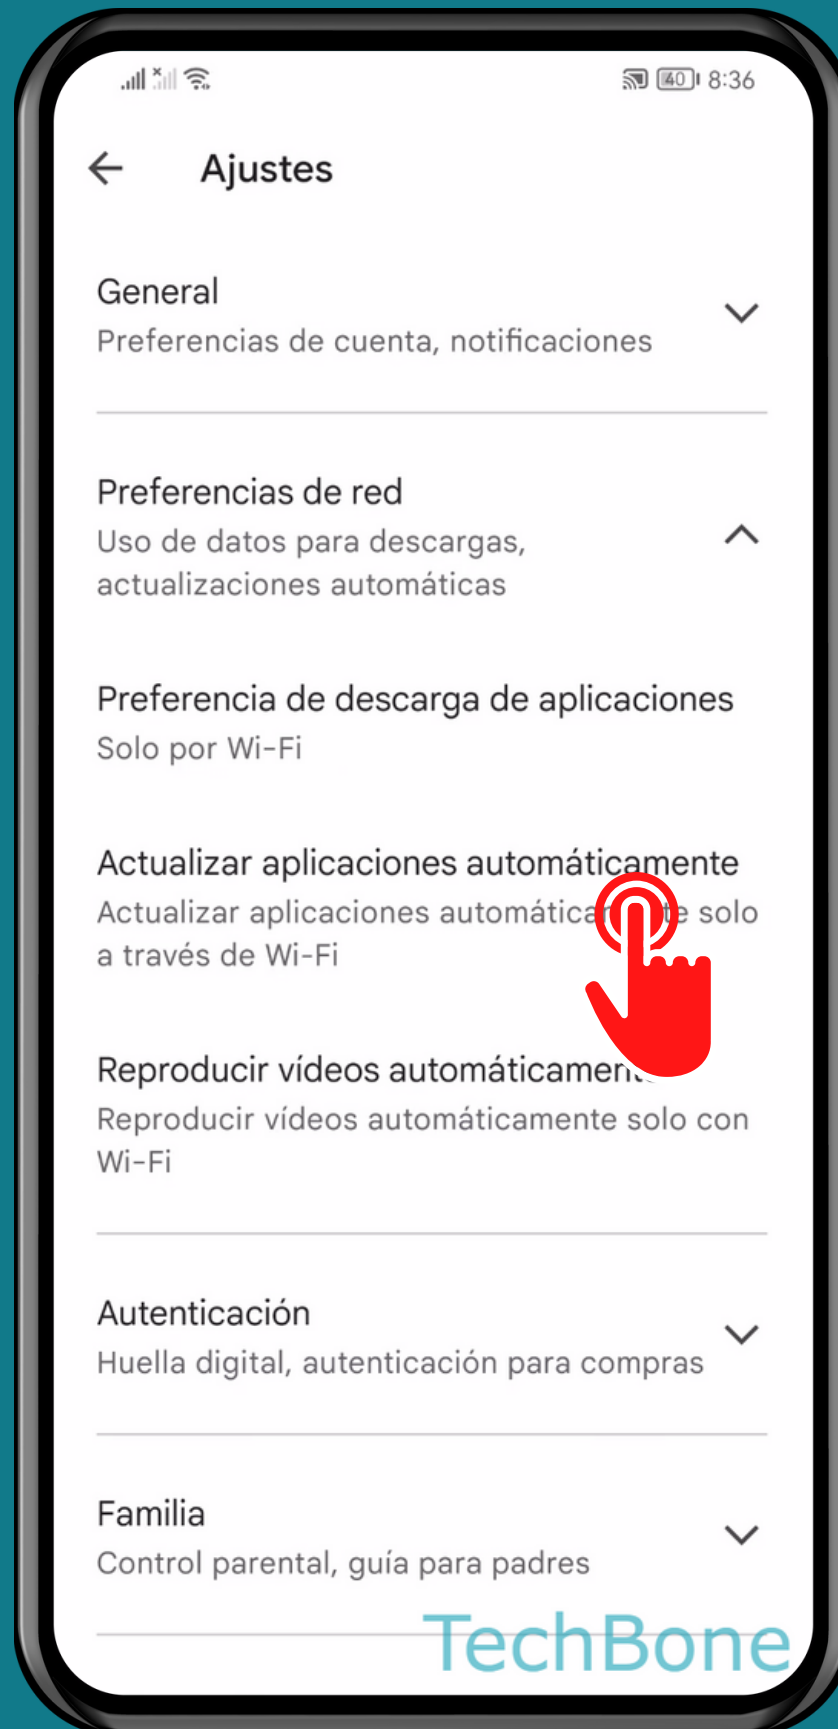 40 8:36
Ajustes
General
Preferencias de cuenta, notificaciones
Preferencias de red
Uso de datos para descargas,
actualizaciones automáticas
Preferencia de descarga de aplicaciones
Solo por Wi-Fi
Actualizar aplicaciones automáticamente
Actualizar aplicaciones automáticamente solo
a través de Wi-Fi
Reproducir vídeos automáticamente
Reproducir vídeos automáticamente solo con
Wi-Fi
Autenticación
Huella digital, autenticación para compras
Familia
Control parental, guía para padres
TechBone